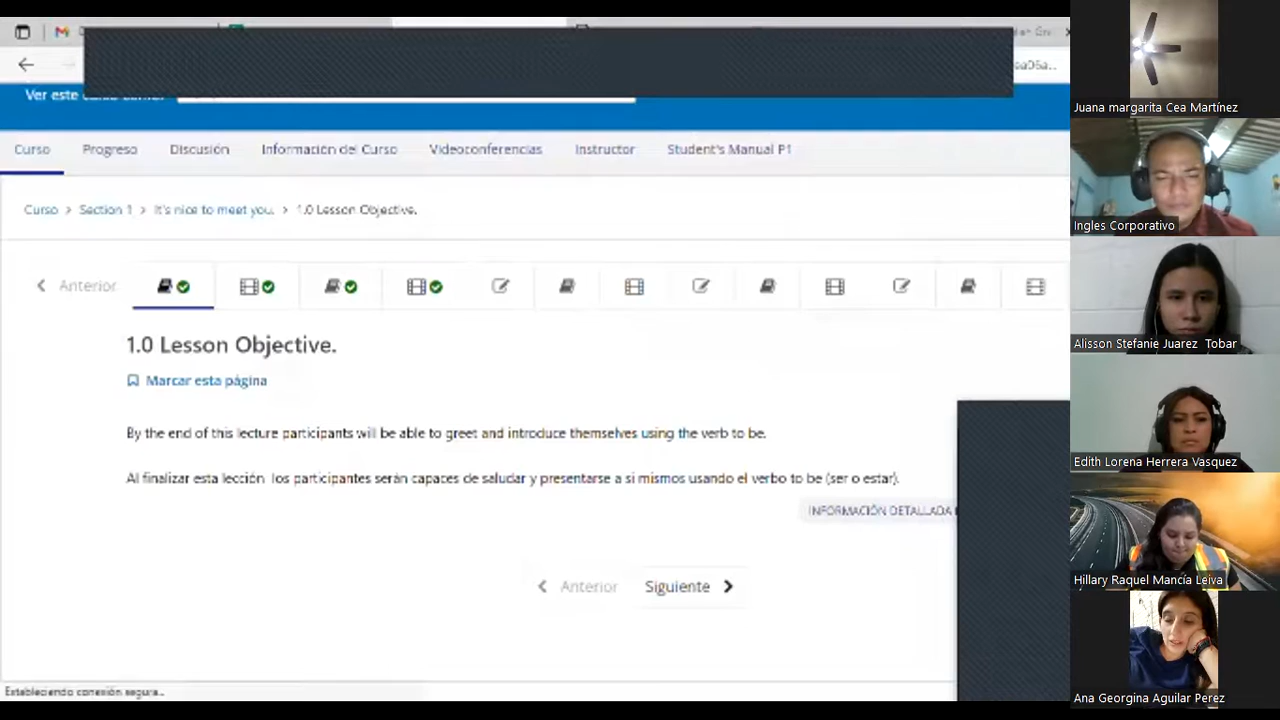 Ver este
Curso
Progreso
Discusión
Información del Curso
Videoconferencias
Instructor
Student's Manual P1
Curso > Section 1 > It's nice to meet you. > 1.0 Lesson Objective.
Anterior
1.0 Lesson Objective.
Marcar esta página
By the end of this lecture participants will be able to greet and introduce themselves using the verb to be.
Al finalizar esta lección los participantes serán capaces de saludar y presentarse a si mismos usando el verbo to be (ser o estar).
INFORMACIÓN DETALLADA
Anterior
Siguiente
Estableciendo conexión segura...
Juana margarita Cea Martínez
Ingles Corporativo
Alisson Stefanie Juarez Tobar
Edith Lorena Herrera Vasquez
Hillary Raquel Mancía Leiva
Ana Georgina Aguilar Perez